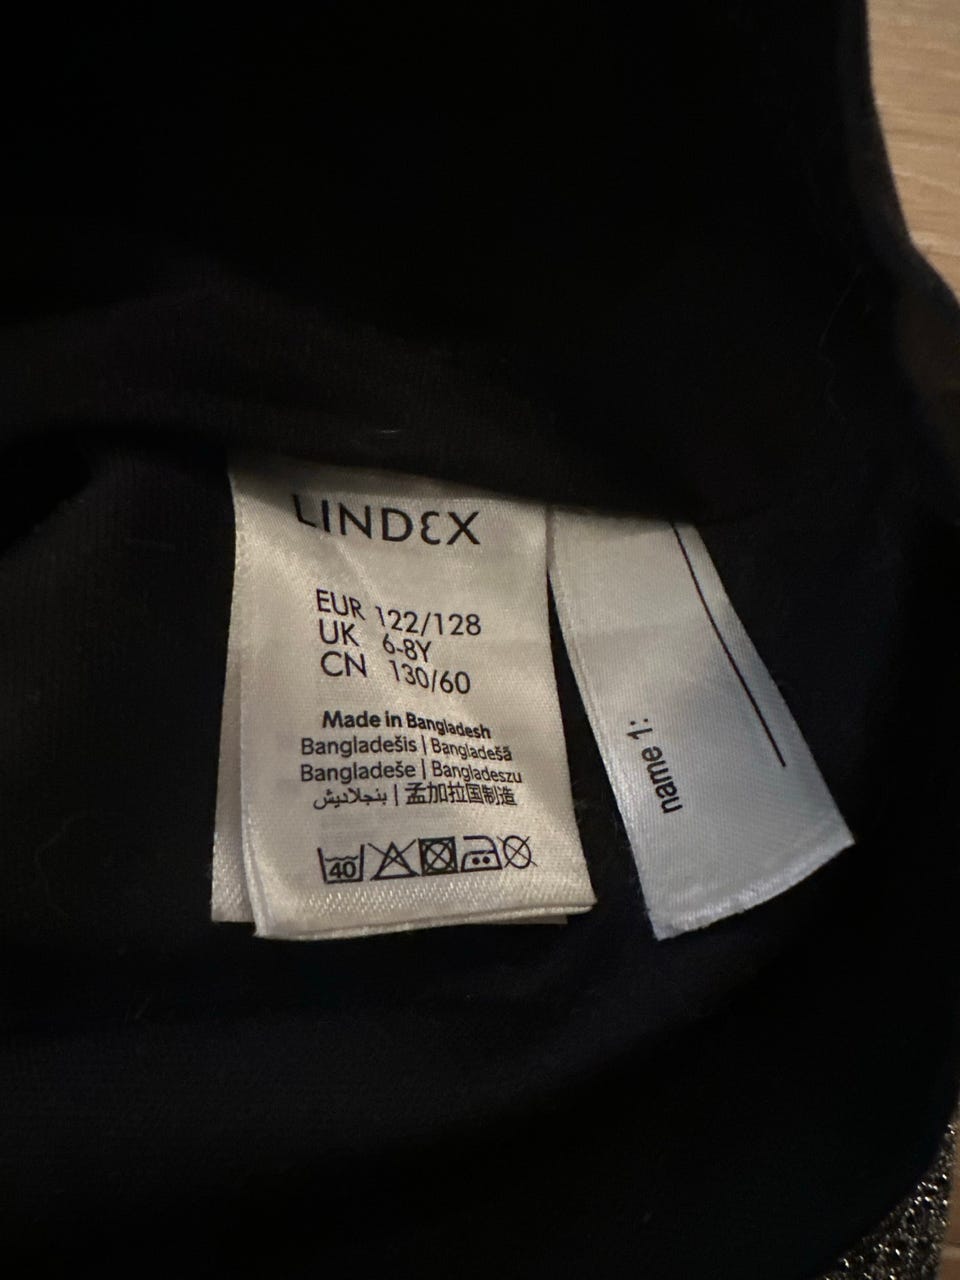 LINDEX
EUR 122/128
UK 6-8Y
CN 130/60
Made in Bangladesh
Bangladešis | Bangladešā
Bangladeše | Bangladeszu
بنجلاديش | 孟加拉国制造
40
name 1: